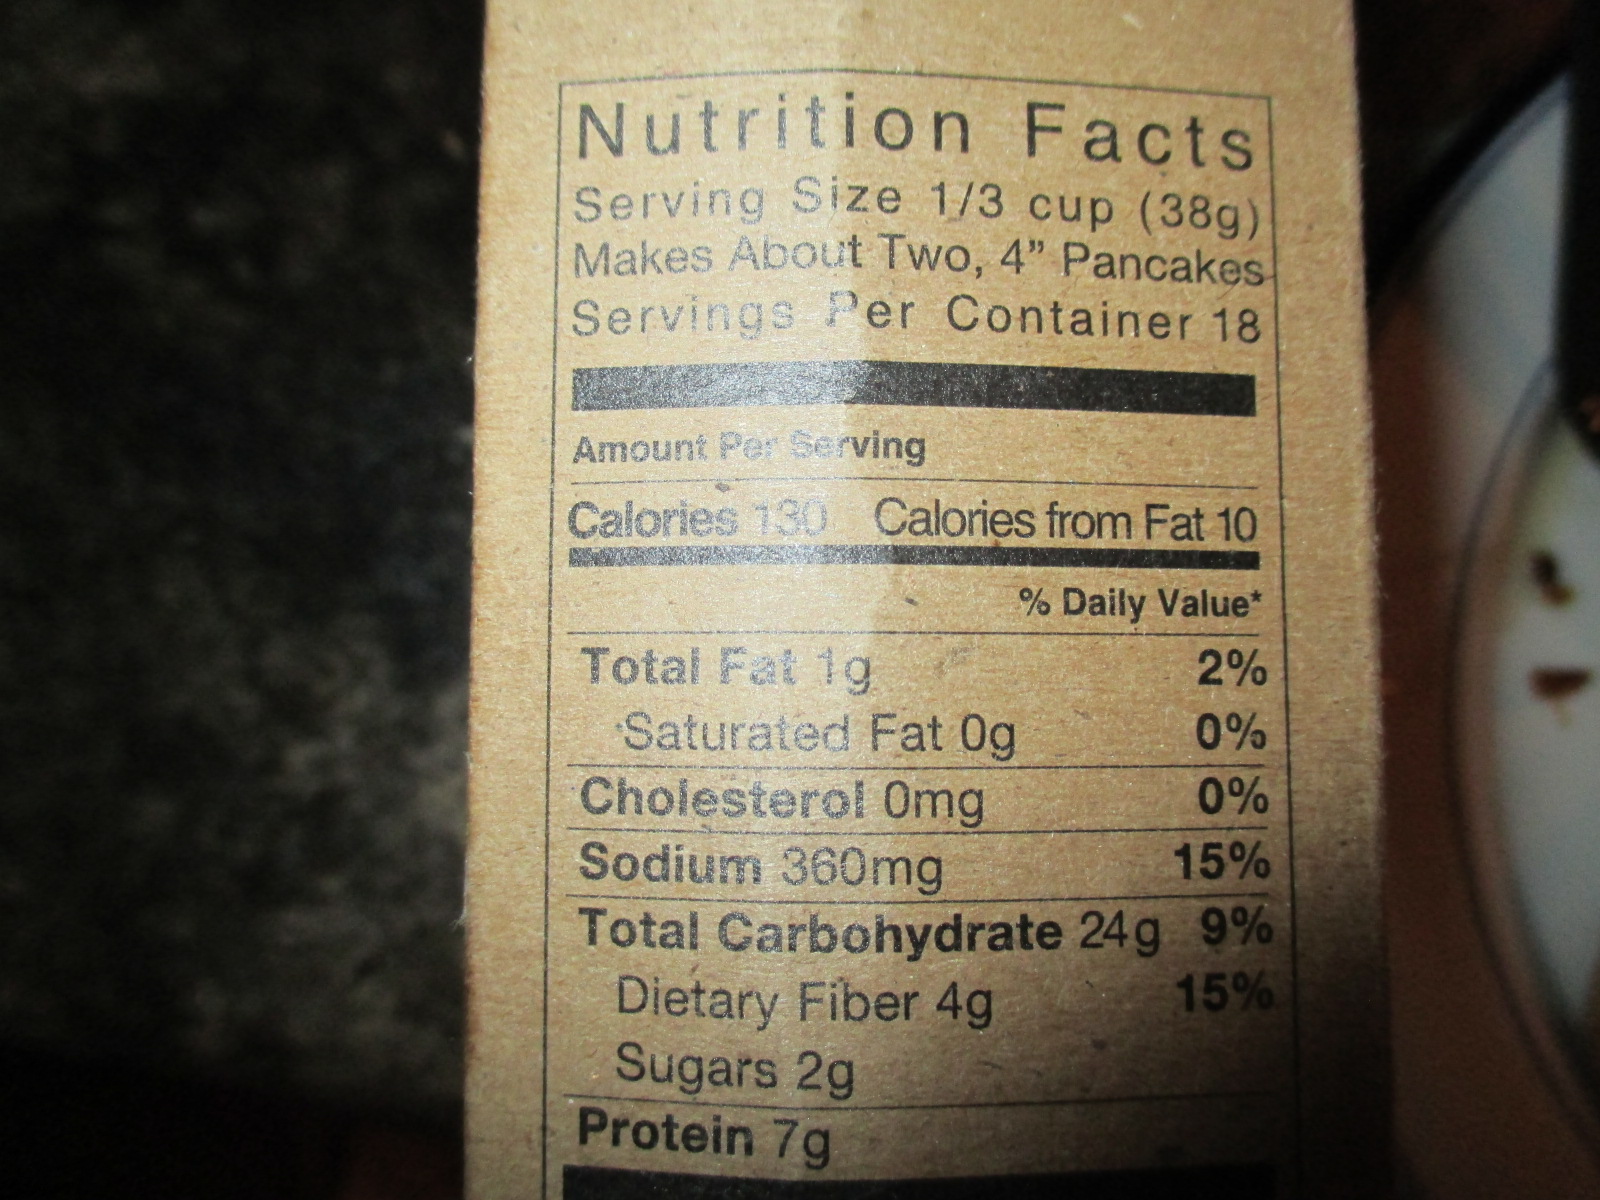 Nutrition Facts
Serving Size 1/3 cup (38g)
Makes About Two, 4” Pancakes
Servings Per Container 18
Amount Per Serving
Calories 130 Calories from Fat 10
% Daily Value*
Total Fat 1g 2%
Saturated Fat 0g 0%
Cholesterol 0mg 0%
Sodium 360mg 15%
Total Carbohydrate 24g 9%
Dietary Fiber 4g 15%
Sugars 2g
Protein 7g